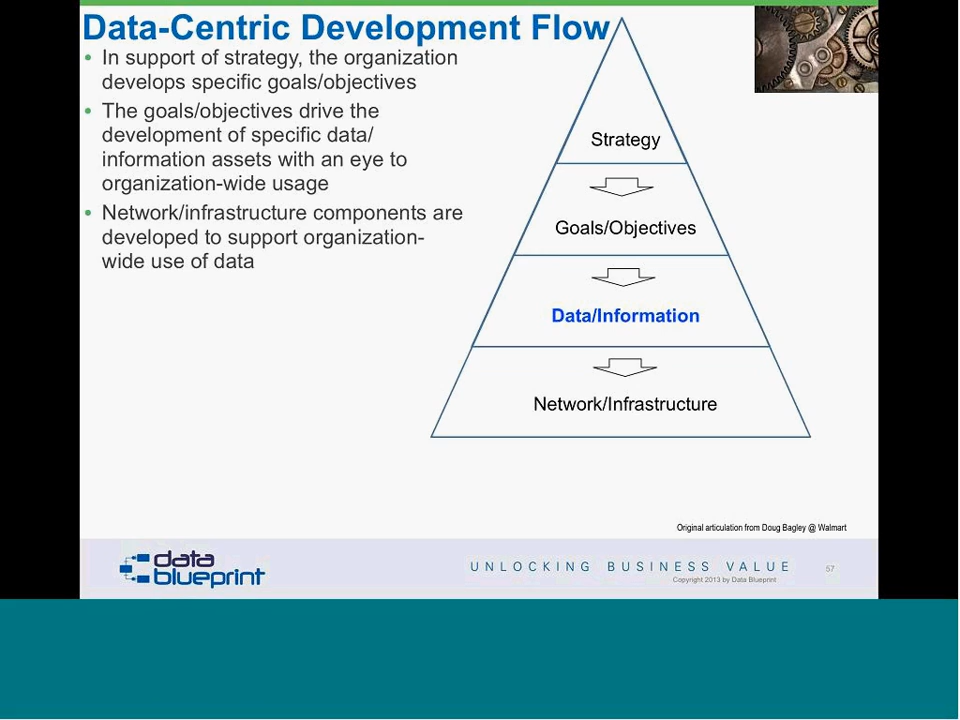 Data-Centric Development Flow
• In support of strategy, the organization
develops specific goals/objectives
• The goals/objectives drive the
development of specific data/
information assets with an eye to
organization-wide usage
• Network/infrastructure components are
developed to support organization-
wide use of data
Strategy
Goals/Objectives
Data/Information
Network/Infrastructure
Original articulation from Doug Bagley @ Walmart
data
blueprint
UNLOCKING BUSINESS VALUE
57
Copyright 2013 by Data Blueprint